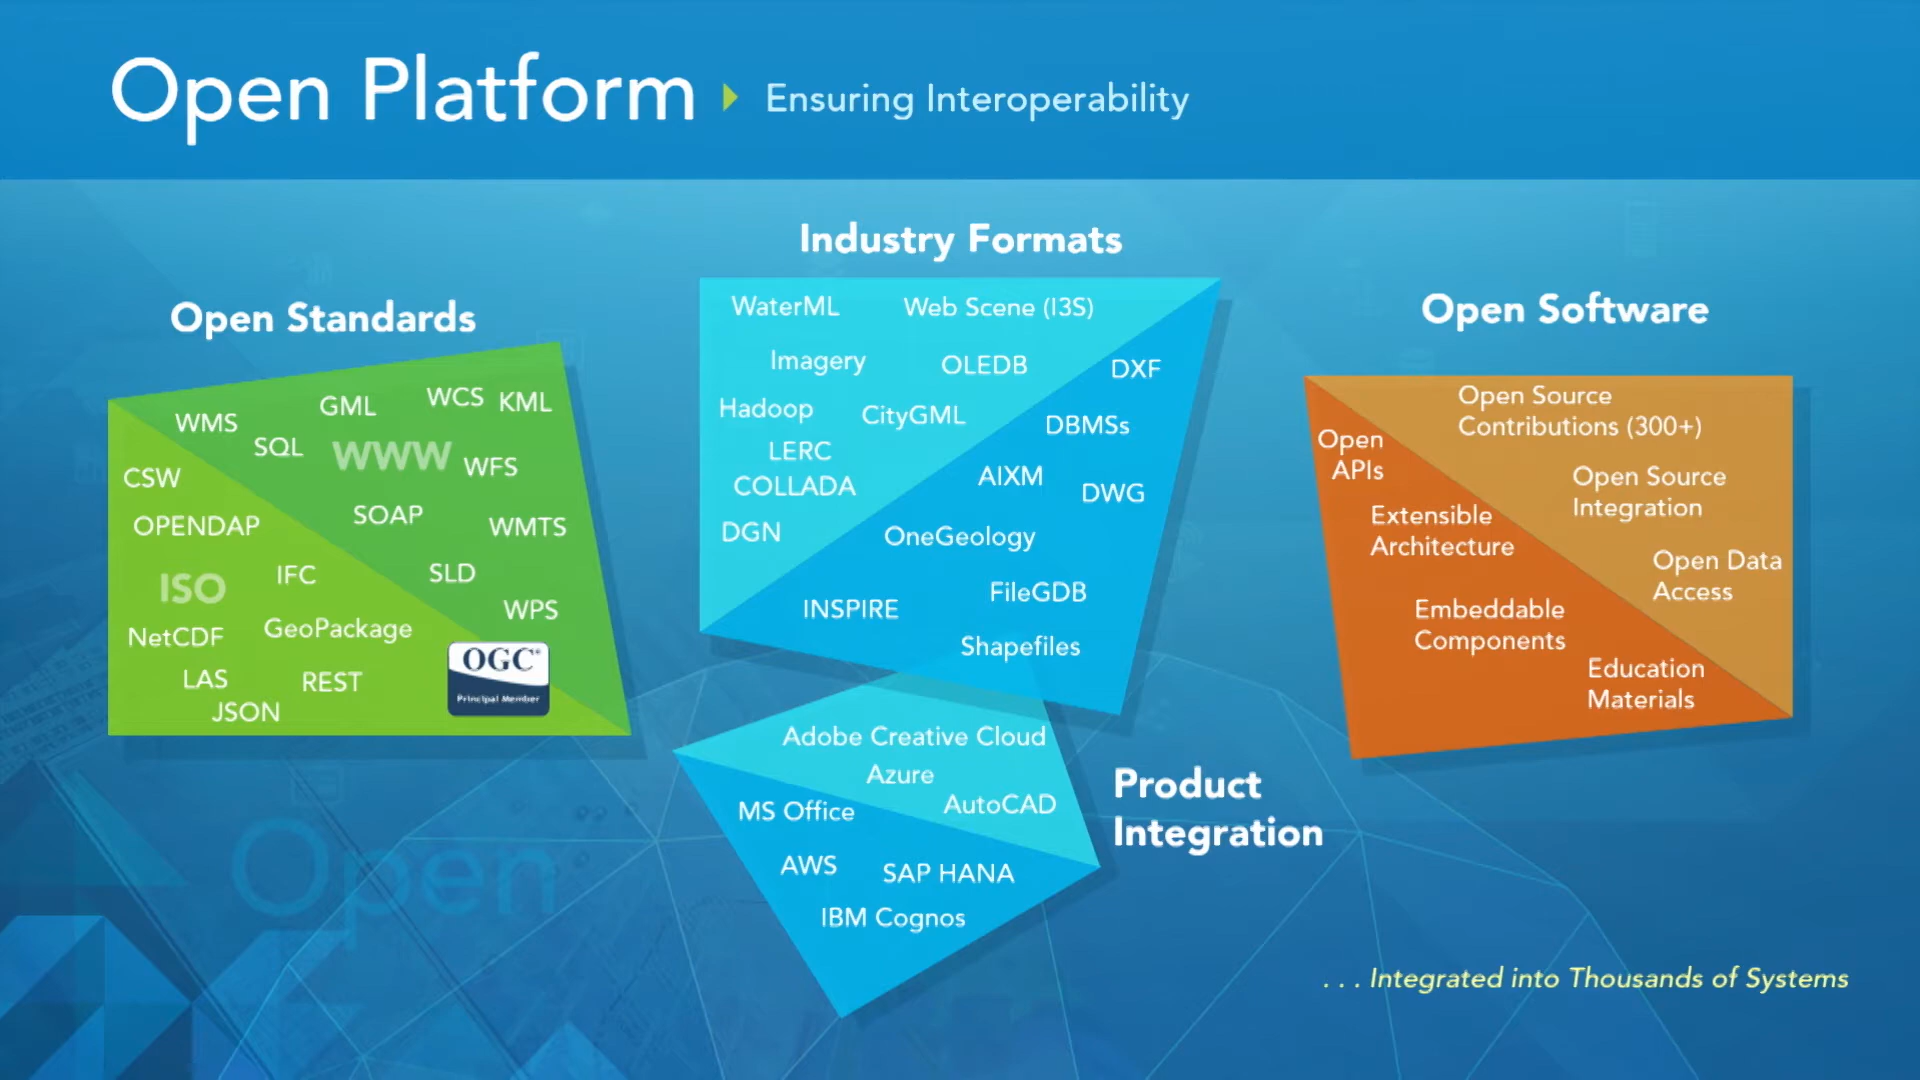 Open Platform Ensuring Interoperability
Open Standards
WMS
GML
WCS
KML
SQL
WWW
WFS
CSW
OPENDAP
SOAP
WMTS
ISO
IFC
SLD
WPS
NetCDF
GeoPackage
LAS
REST
JSON
OGC®
Principal Member
Industry Formats
WaterML
Web Scene (I3S)
Imagery
OLEDB
DXF
Hadoop
CityGML
DBMSs
LERC
COLLADA
AIXM
DWG
DGN
OneGeology
FileGDB
INSPIRE
Shapefiles
Adobe Creative Cloud
Azure
MS Office
AutoCAD
AWS
SAP HANA
IBM Cognos
Product
Integration
Open Software
Open Source
Contributions (300+)
Open
APIs
Open Source
Integration
Extensible
Architecture
Open Data
Access
Embeddable
Components
Education
Materials
Open
. . . Integrated into Thousands of Systems